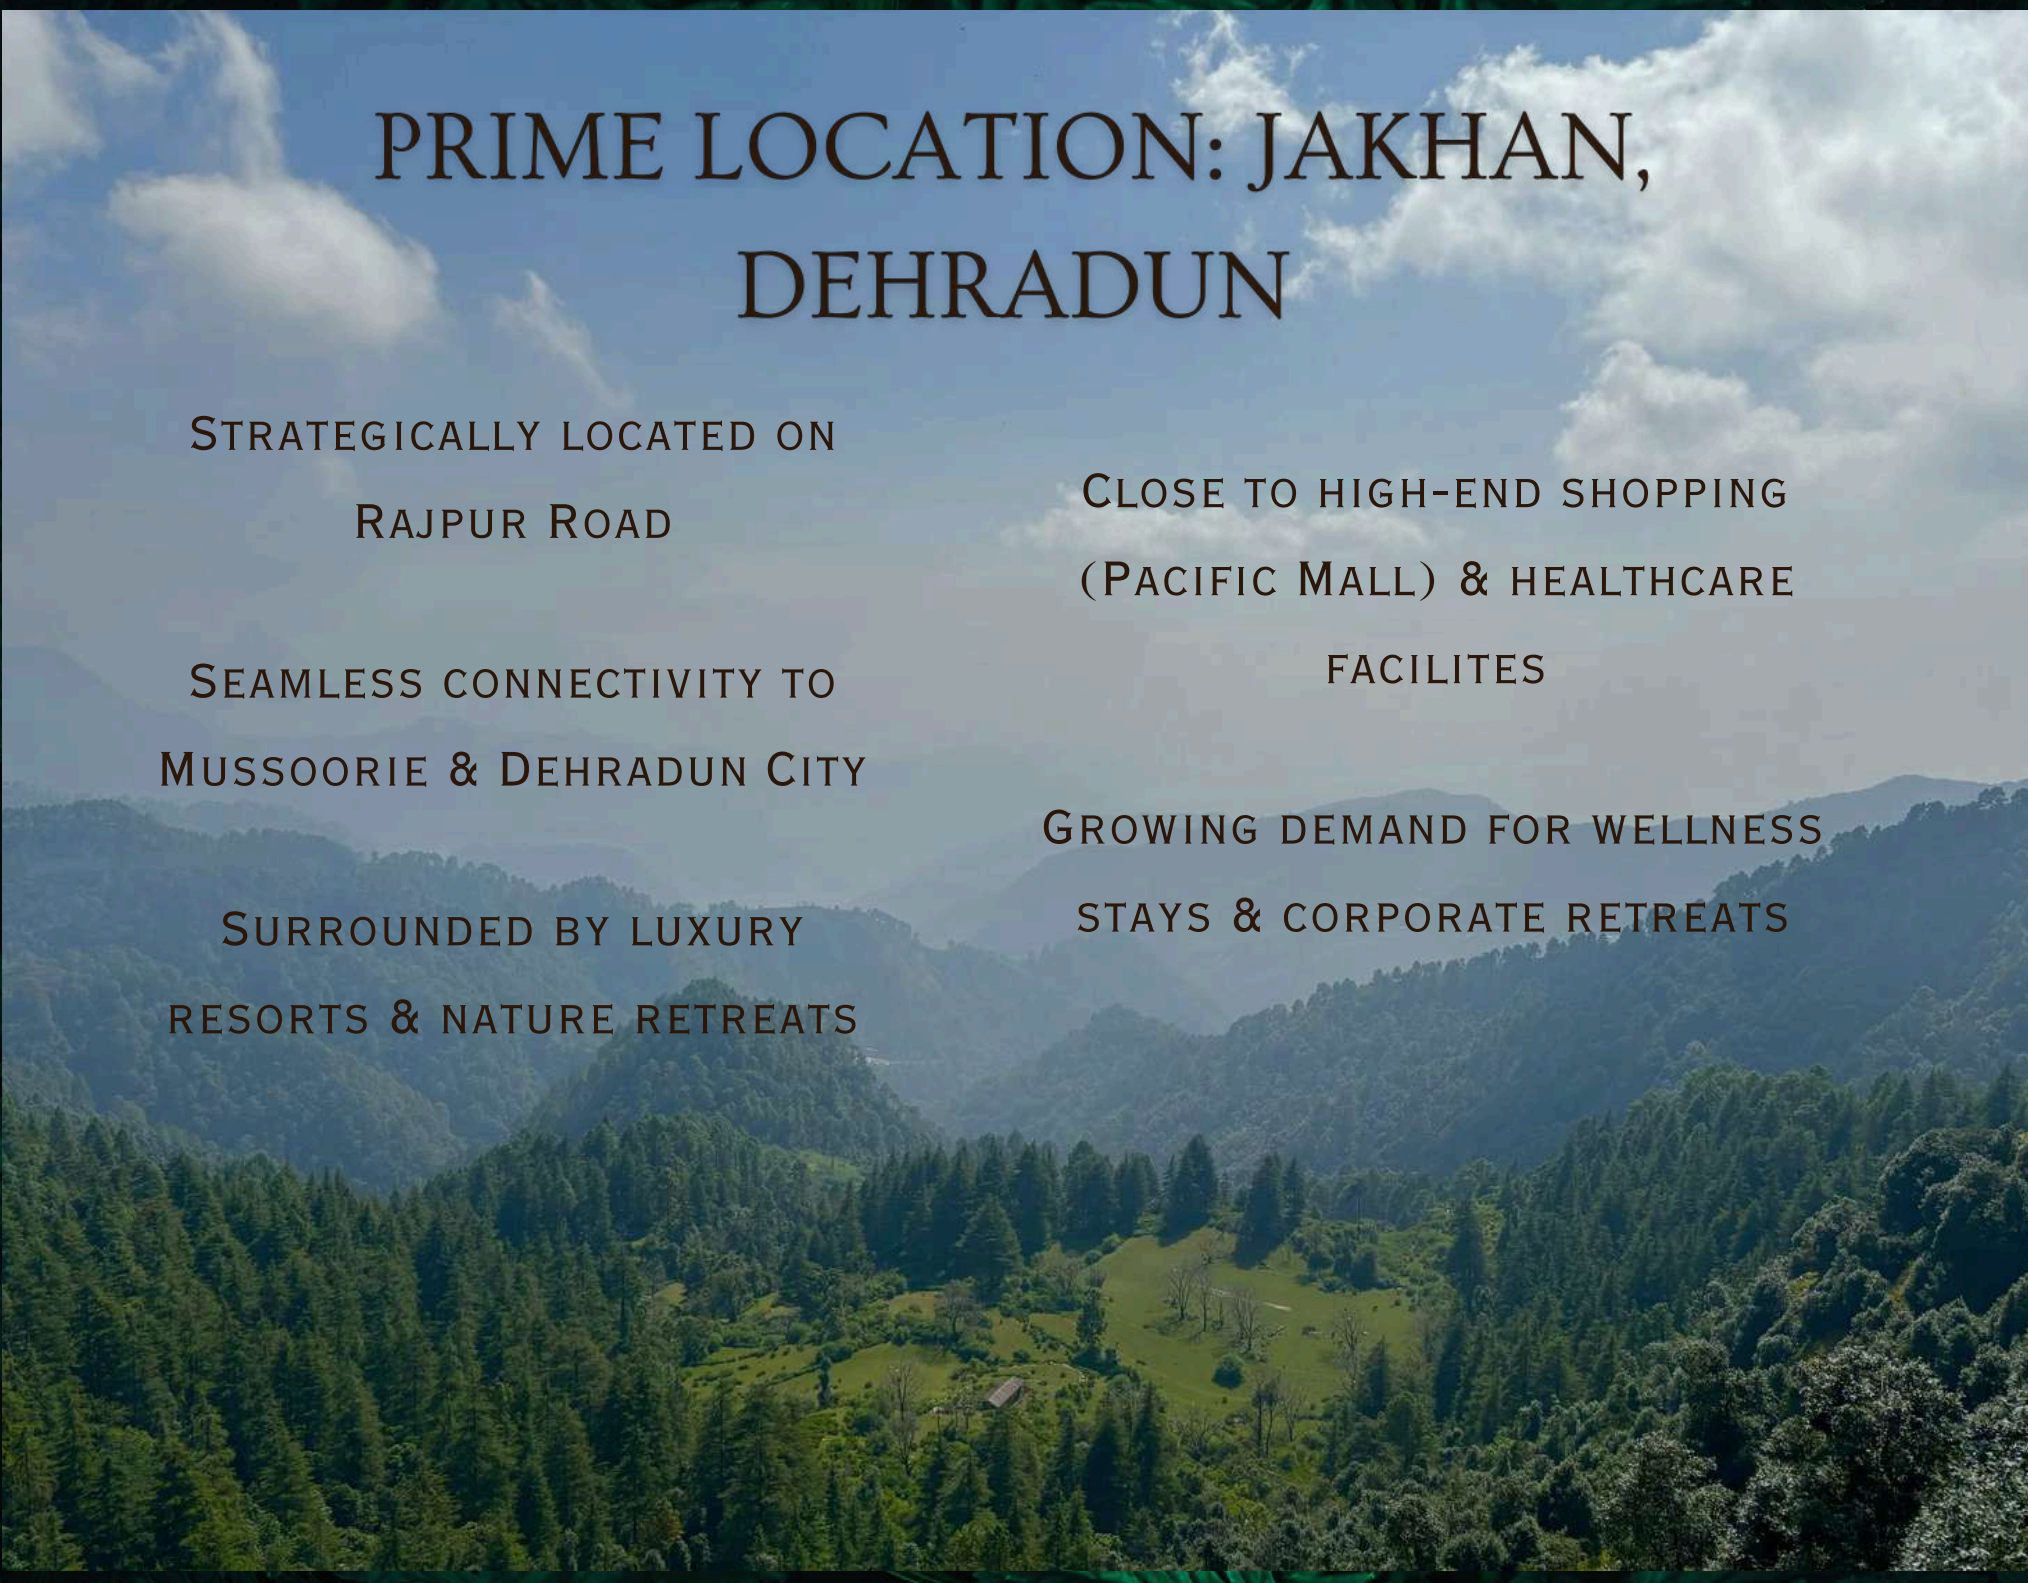 PRIME LOCATION: JAKHAN,
DEHRADUN
Strategically located on
Rajpur Road
Seamless connectivity to
Mussoorie & Dehradun City
Surrounded by luxury
resorts & nature retreats
Close to high-end shopping
(Pacific Mall) & healthcare
facilites
Growing demand for wellness
stays & corporate retreats